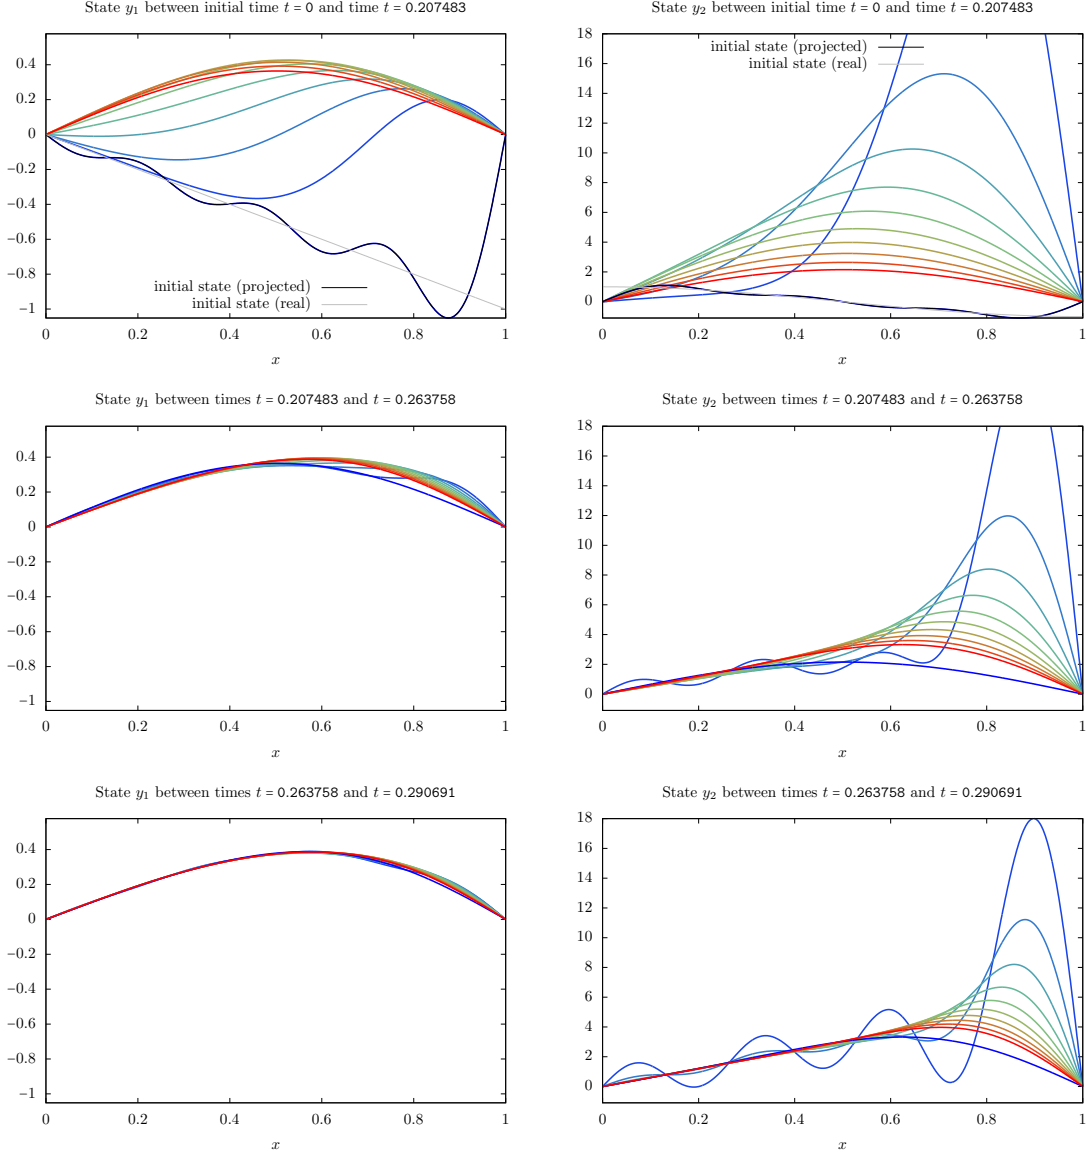 State y₁ between initial time t = 0 and time t = 0.207483
0.4
0.2
0
−0.2
−0.4
−0.6
−0.8
−1
initial state (projected)
initial state (real)
0 0.2 0.4 0.6 0.8 1
x
State y₂ between initial time t = 0 and time t = 0.207483
18
16
14
12
10
8
6
4
2
0
initial state (projected)
initial state (real)
0 0.2 0.4 0.6 0.8 1
x
State y₁ between times t = 0.207483 and t = 0.263758
0.4
0.2
0
−0.2
−0.4
−0.6
−0.8
−1
0 0.2 0.4 0.6 0.8 1
x
State y₂ between times t = 0.207483 and t = 0.263758
18
16
14
12
10
8
6
4
2
0
0 0.2 0.4 0.6 0.8 1
x
State y₁ between times t = 0.263758 and t = 0.290691
0.4
0.2
0
−0.2
−0.4
−0.6
−0.8
−1
0 0.2 0.4 0.6 0.8 1
x
State y₂ between times t = 0.263758 and t = 0.290691
18
16
14
12
10
8
6
4
2
0
0 0.2 0.4 0.6 0.8 1
x